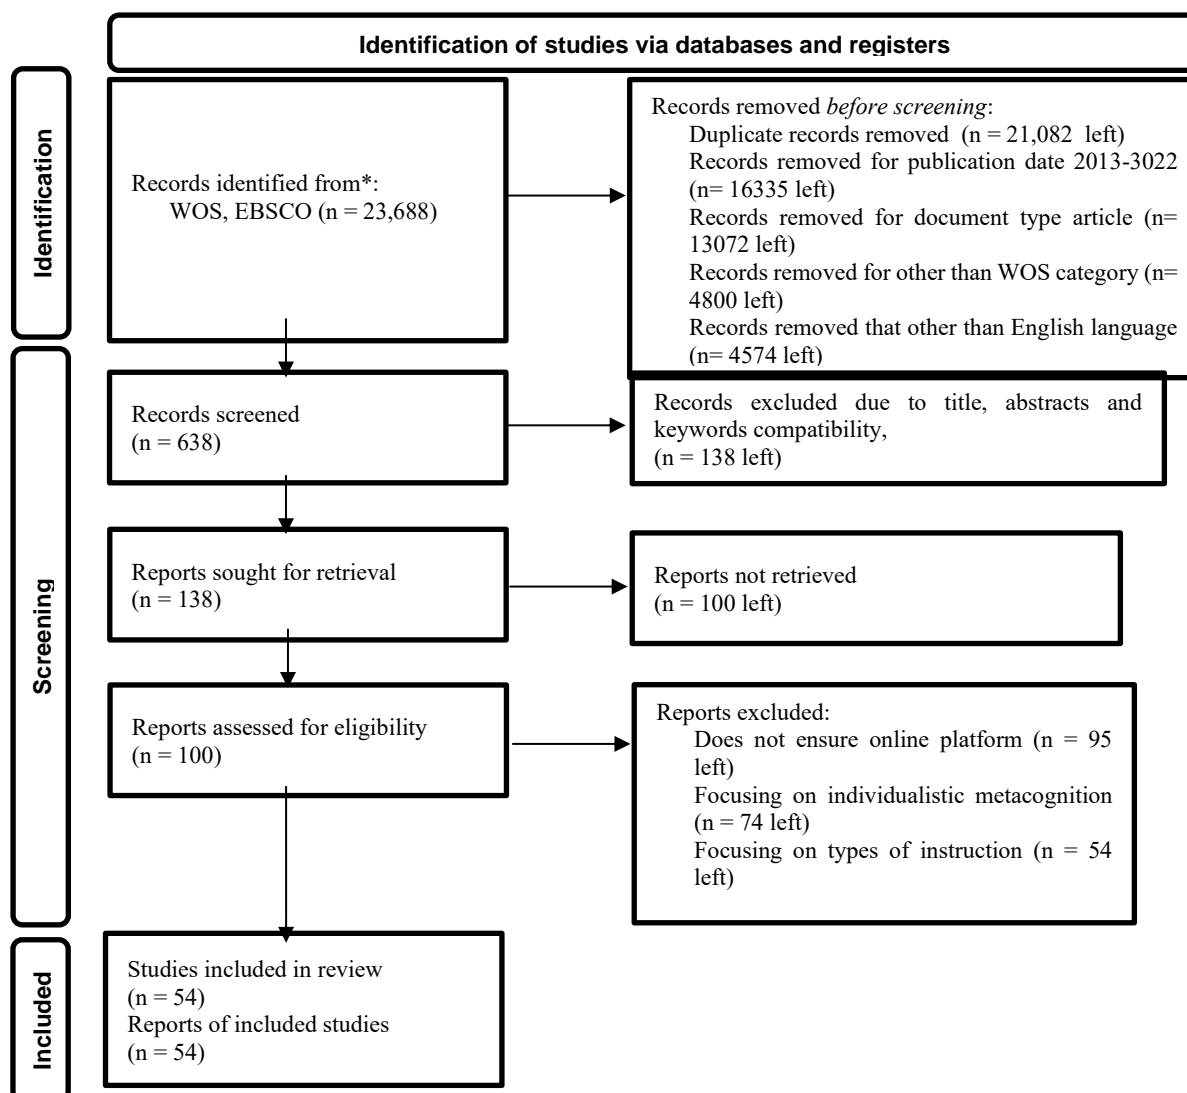 Identification of studies via databases and registers
Identification
Records identified from*:
WOS, EBSCO (n = 23,688)
Records removed before screening:
Duplicate records removed (n = 21,082 left)
Records removed for publication date 2013-3022
(n= 16335 left)
Records removed for document type article (n=
13072 left)
Records removed for other than WOS category (n=
4800 left)
Records removed that other than English language
(n= 4574 left)
Screening
Records screened
(n = 638)
Records excluded due to title, abstracts and
keywords compatibility,
(n = 138 left)
Reports sought for retrieval
(n = 138)
Reports not retrieved
(n = 100 left)
Reports assessed for eligibility
(n = 100)
Reports excluded:
Does not ensure online platform (n = 95
left)
Focusing on individualistic metacognition
(n = 74 left)
Focusing on types of instruction (n = 54
left)
Included
Studies included in review
(n = 54)
Reports of included studies
(n = 54)